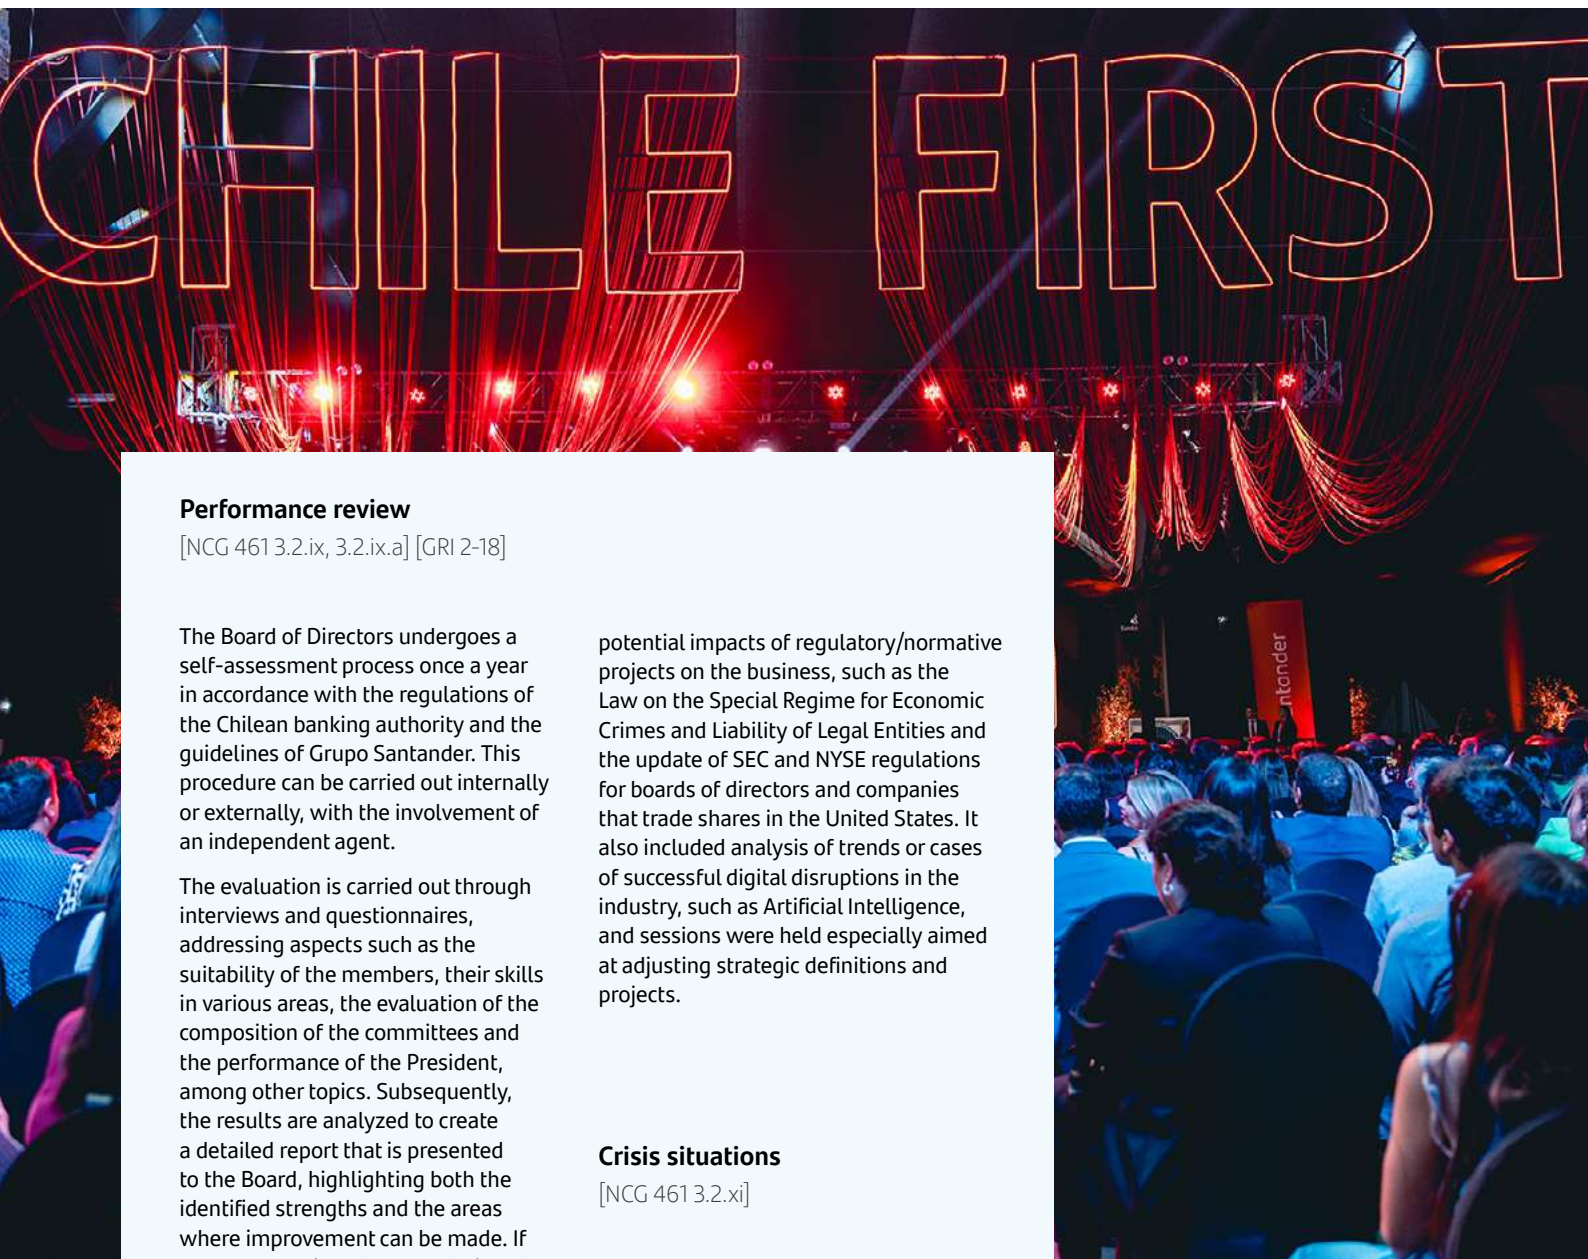 CHILE FIRST
Performance review
[NCG 461 3.2.ix, 3.2.ix.a] [GRI 2-18]
The Board of Directors undergoes a
self-assessment process once a year
in accordance with the regulations of
the Chilean banking authority and the
guidelines of Grupo Santander. This
procedure can be carried out internally
or externally, with the involvement of
an independent agent.
The evaluation is carried out through
interviews and questionnaires,
addressing aspects such as the
suitability of the members, their skills
in various areas, the evaluation of the
composition of the committees and
the performance of the President,
among other topics. Subsequently,
the results are analyzed to create
a detailed report that is presented
to the Board, highlighting both the
identified strengths and the areas
where improvement can be made. If
potential impacts of regulatory/normative
projects on the business, such as the
Law on the Special Regime for Economic
Crimes and Liability of Legal Entities and
the update of SEC and NYSE regulations
for boards of directors and companies
that trade shares in the United States. It
also included analysis of trends or cases
of successful digital disruptions in the
industry, such as Artificial Intelligence,
and sessions were held especially aimed
at adjusting strategic definitions and
projects.
Crisis situations
[NCG 461 3.2.xi]
ntander